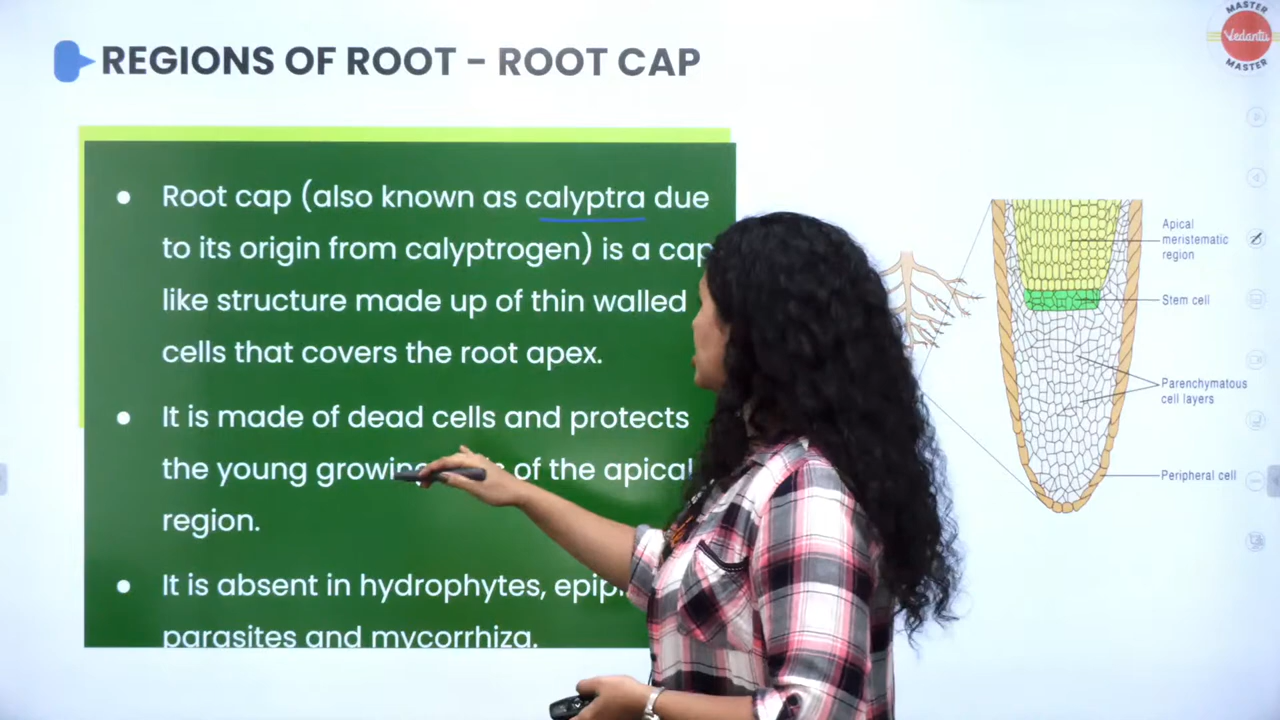 REGIONS OF ROOT - ROOT CAP
MASTER
Vedantu
MASTER
Root cap (also known as calyptra due
to its origin from calyptrogen) is a cap
like structure made up of thin walled
cells that covers the root apex.
It is made of dead cells and protects
the young growing of the apical
region.
It is absent in hydrophytes,
parasites and mycorrhiza.
Apical
meristematic
region
Stem cell
Parenchymatous
cell layers
Peripheral cell